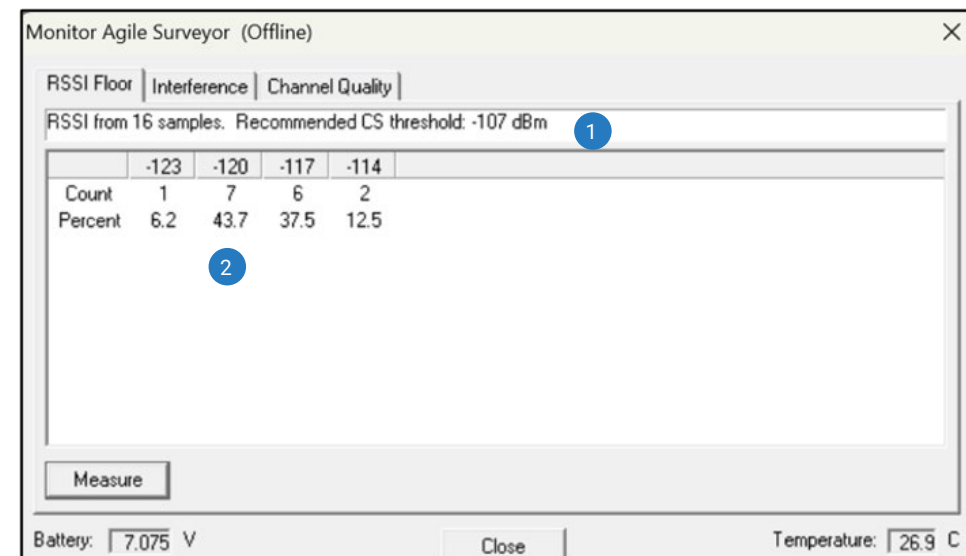 Monitor Agile Surveyor (Offline)
RSSI Floor Interference Channel Quality
RSSI from 16 samples. Recommended CS threshold: -107 dBm 1
-123 -120 -117 -114
Count 1 7 6 2
Percent 6.2 43.7 37.5 12.5
2
Measure
Battery: 7.075 V Close Temperature: 26.9 C